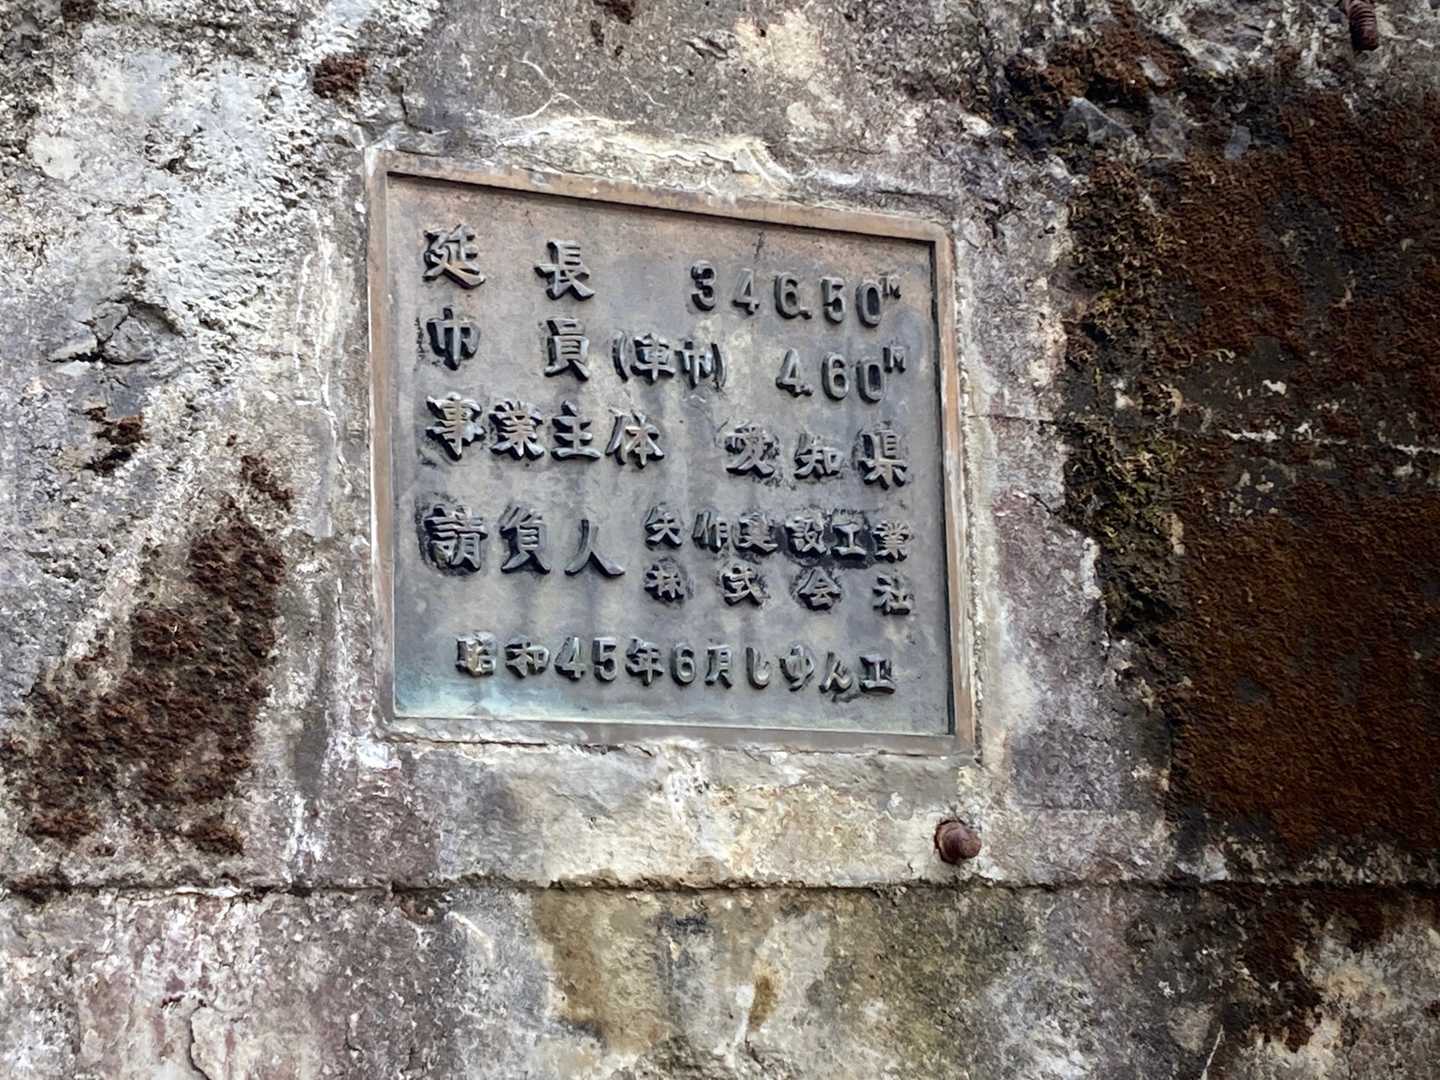 延長 346.50M
巾員(車巾) 4.60M
事業主体 愛知県
請負人 矢作建設工業
株式会社
昭和45年6月しゆん工